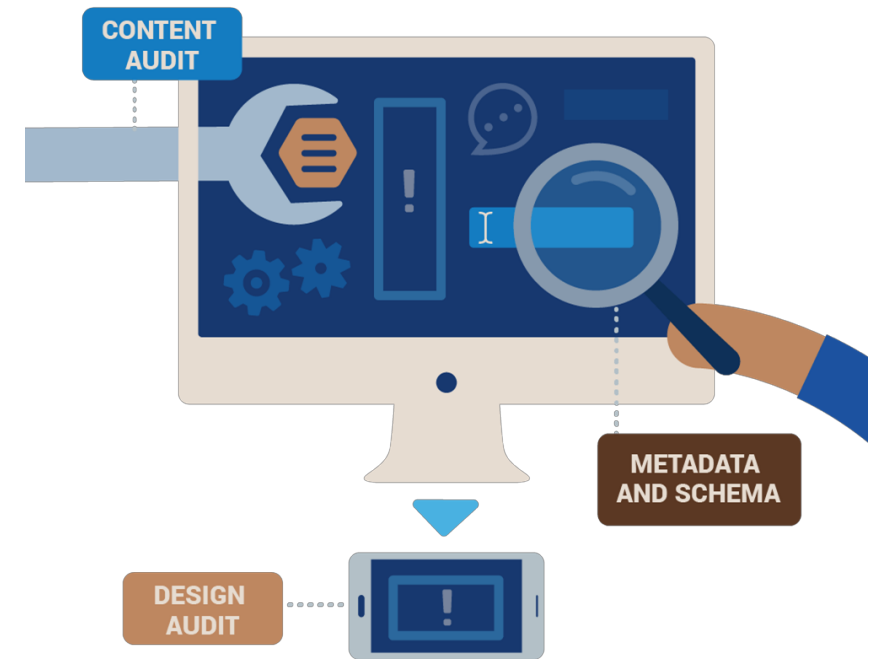 CONTENT
AUDIT
!
METADATA
AND SCHEMA
DESIGN
AUDIT
!